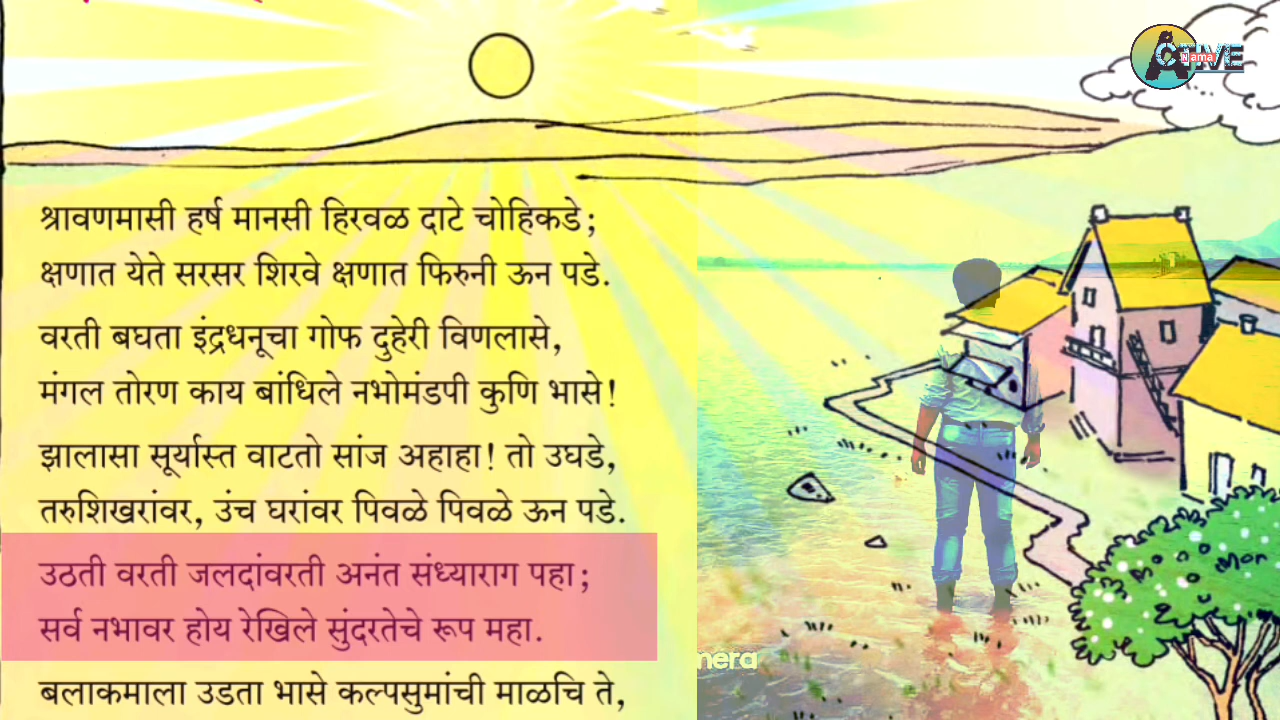 श्रावणमासी हर्ष मानसी हिरवळ दाटे चोहिकडे;
क्षणात येते सरसर शिरवे क्षणात फिरुनी ऊन पडे.
वरती बघता इंद्रधनूचा गोफ दुहेरी विणलासे,
मंगल तोरण काय बांधिले नभोमंडपी कुणि भासे!
झालासा सूर्यास्त वाटतो सांज अहाहा! तो उघडे,
तरुशिखरांवर, उंच घरांवर पिवळे पिवळे ऊन पडे.
उठती वरती जलदांवरती अनंत संध्याराग पहा;
सर्व नभावर होय रेखिले सुंदरतेचे रूप महा.
बलाकमाला उडता भासे कल्पसुमांची माळचि ते,
ACTIVE
Nama